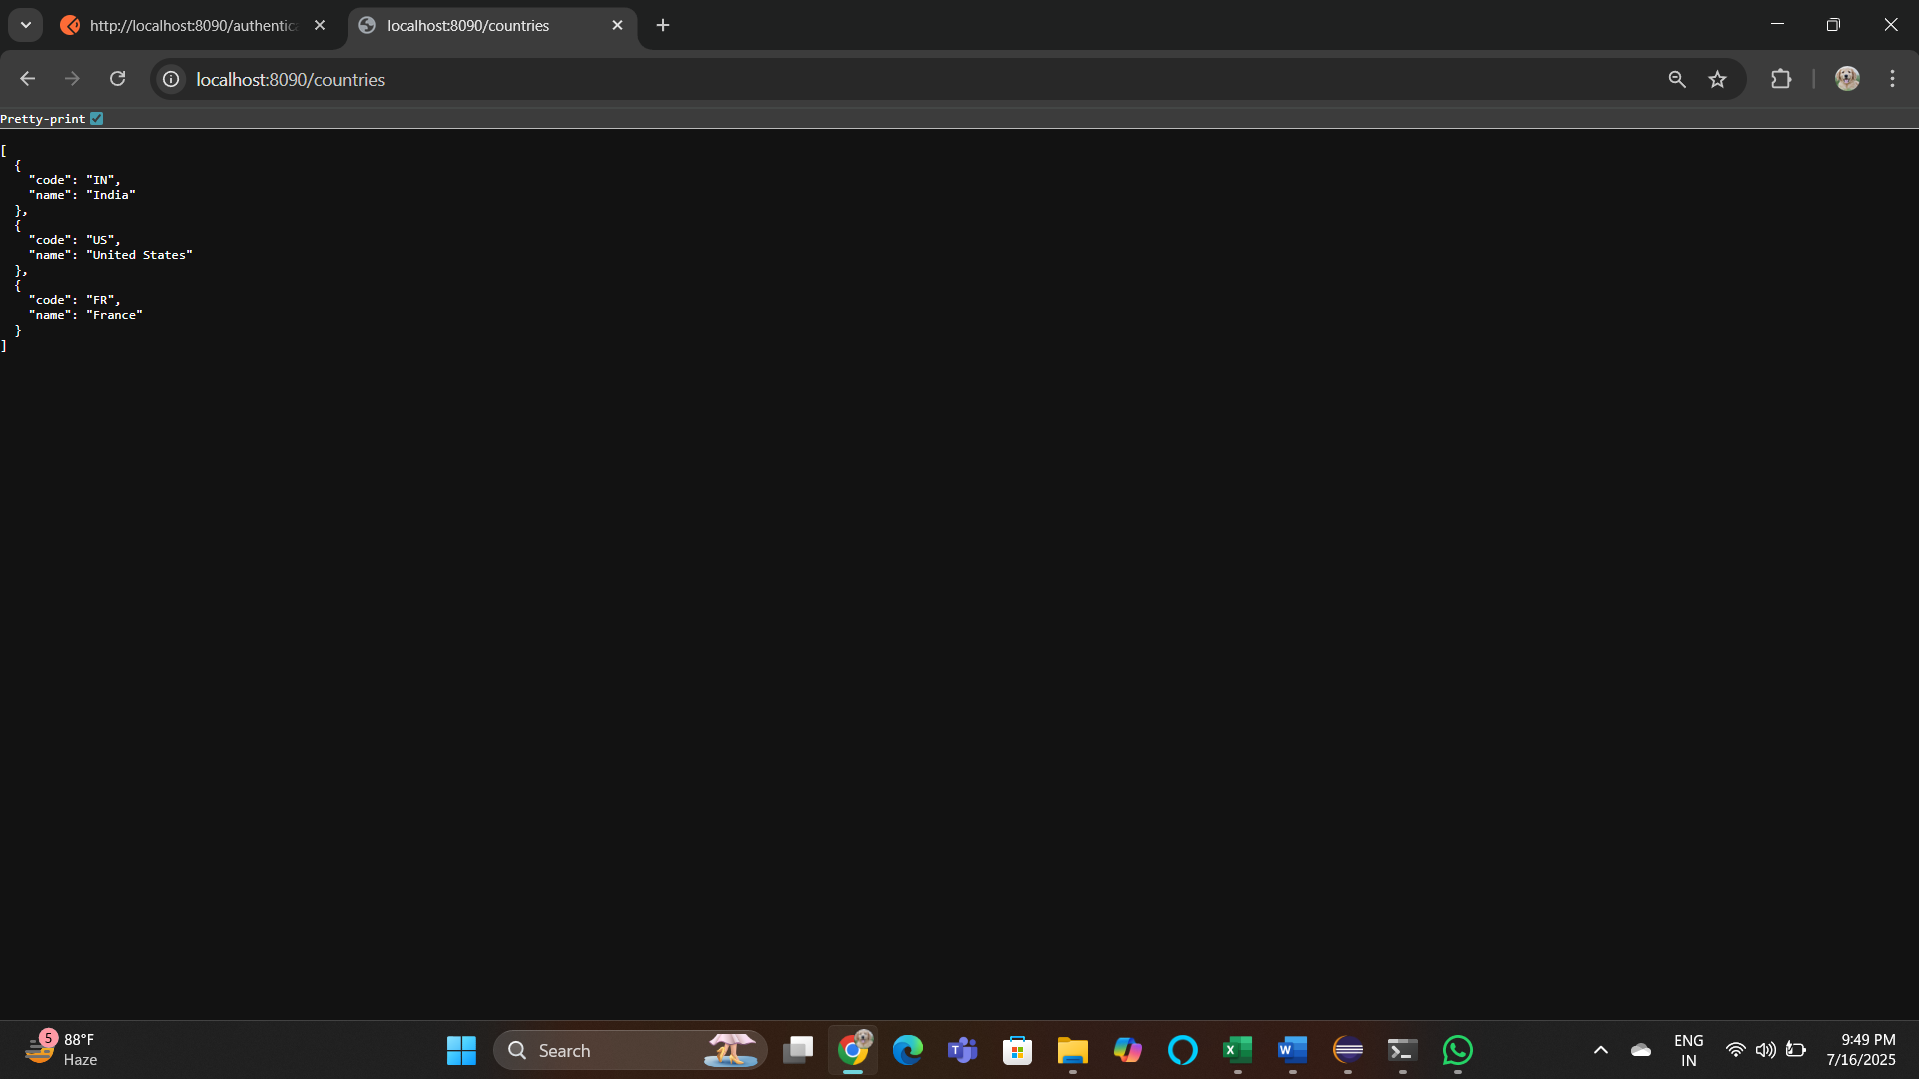 http://localhost:8090/authentica
localhost:8090/countries
localhost:8090/countries
Pretty-print
[
  {
    "code": "IN",
    "name": "India"
  },
  {
    "code": "US",
    "name": "United States"
  },
  {
    "code": "FR",
    "name": "France"
  }
]
5
88°F
Haze
Search
ENG
IN
9:49 PM
7/16/2025